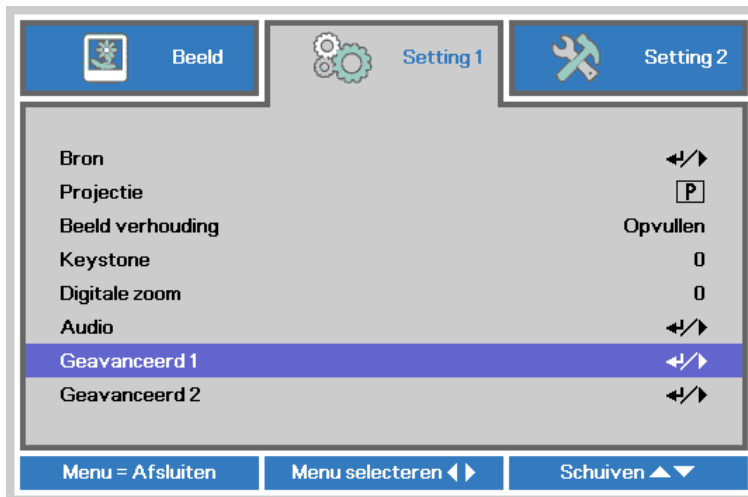 Beeld Setting 1 Setting 2
Bron
Projectie P
Beeld verhouding Opvullen
Keystone 0
Digitale zoom 0
Audio
Geavanceerd 1
Geavanceerd 2
Menu = Afsluiten Menu selecteren Schuiven